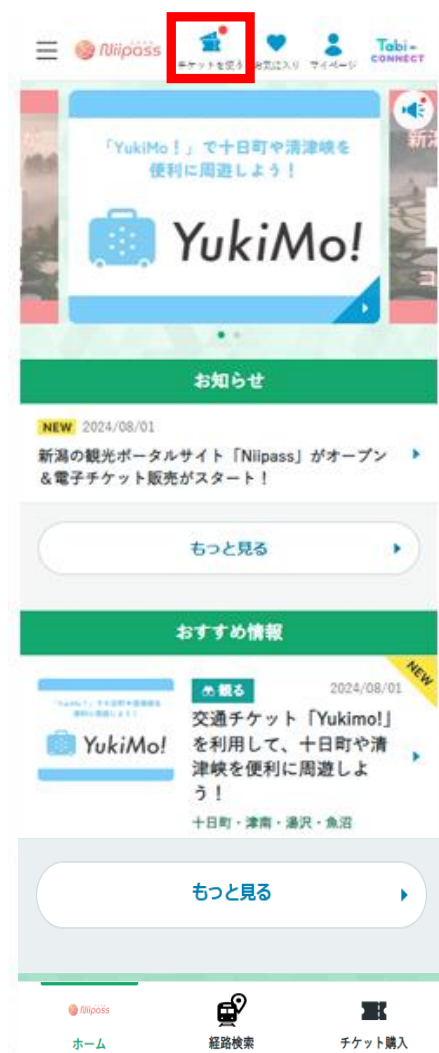 Niipass
チケットを使う お気に入り マイページ
Tabi-
CONNECT
「YukiMo！」で十日町や清津峡を
便利に周遊しよう！
YukiMo!
お知らせ
NEW 2024/08/01
新潟の観光ポータルサイト「Niipass」がオープン
＆電子チケット販売がスタート！
もっと見る
おすすめ情報
NEW
観る 2024/08/01
交通チケット「Yukimo!」
を利用して、十日町や清
津峡を便利に周遊しよ
う！
YukiMo!
十日町・津南・湯沢・魚沼
もっと見る
Niipass
ホーム 経路検索 チケット購入